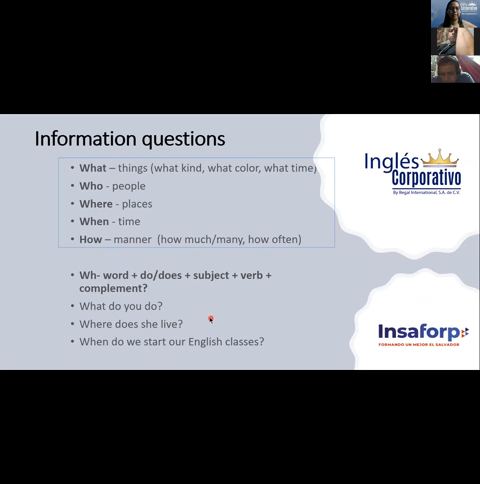 Information questions
• What – things (what kind, what color, what time)
• Who - people
• Where - places
• When - time
• How – manner (how much/many, how often)
• Wh- word + do/does + subject + verb +
complement?
• What do you do?
• Where does she live?
• When do we start our English classes?
Inglés
Corporativo
By Regal International, S.A. de C.V.
Insaforp
FORMANDO UN MEJOR EL SALVADOR